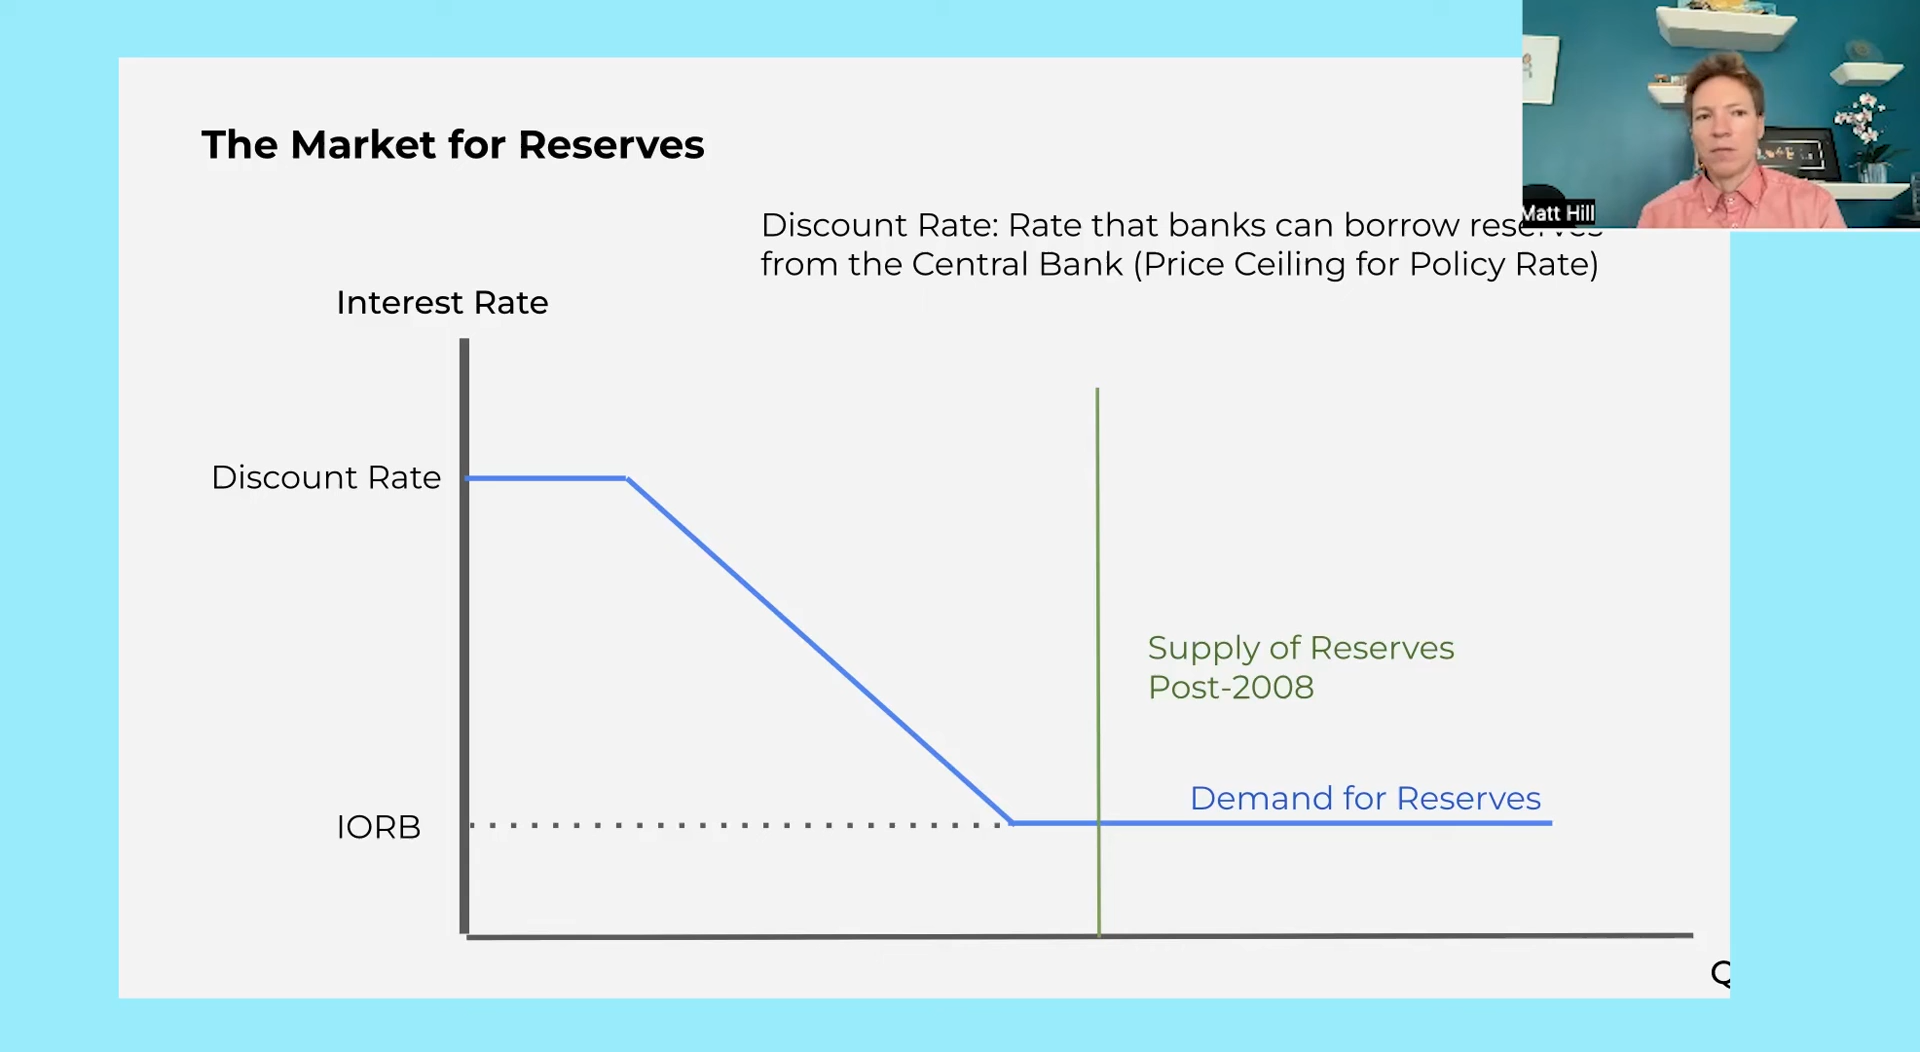 The Market for Reserves
Matt Hill
Discount Rate: Rate that banks can borrow reserves
from the Central Bank (Price Ceiling for Policy Rate)
Interest Rate
Discount Rate
Supply of Reserves
Post-2008
Demand for Reserves
IORB
Q